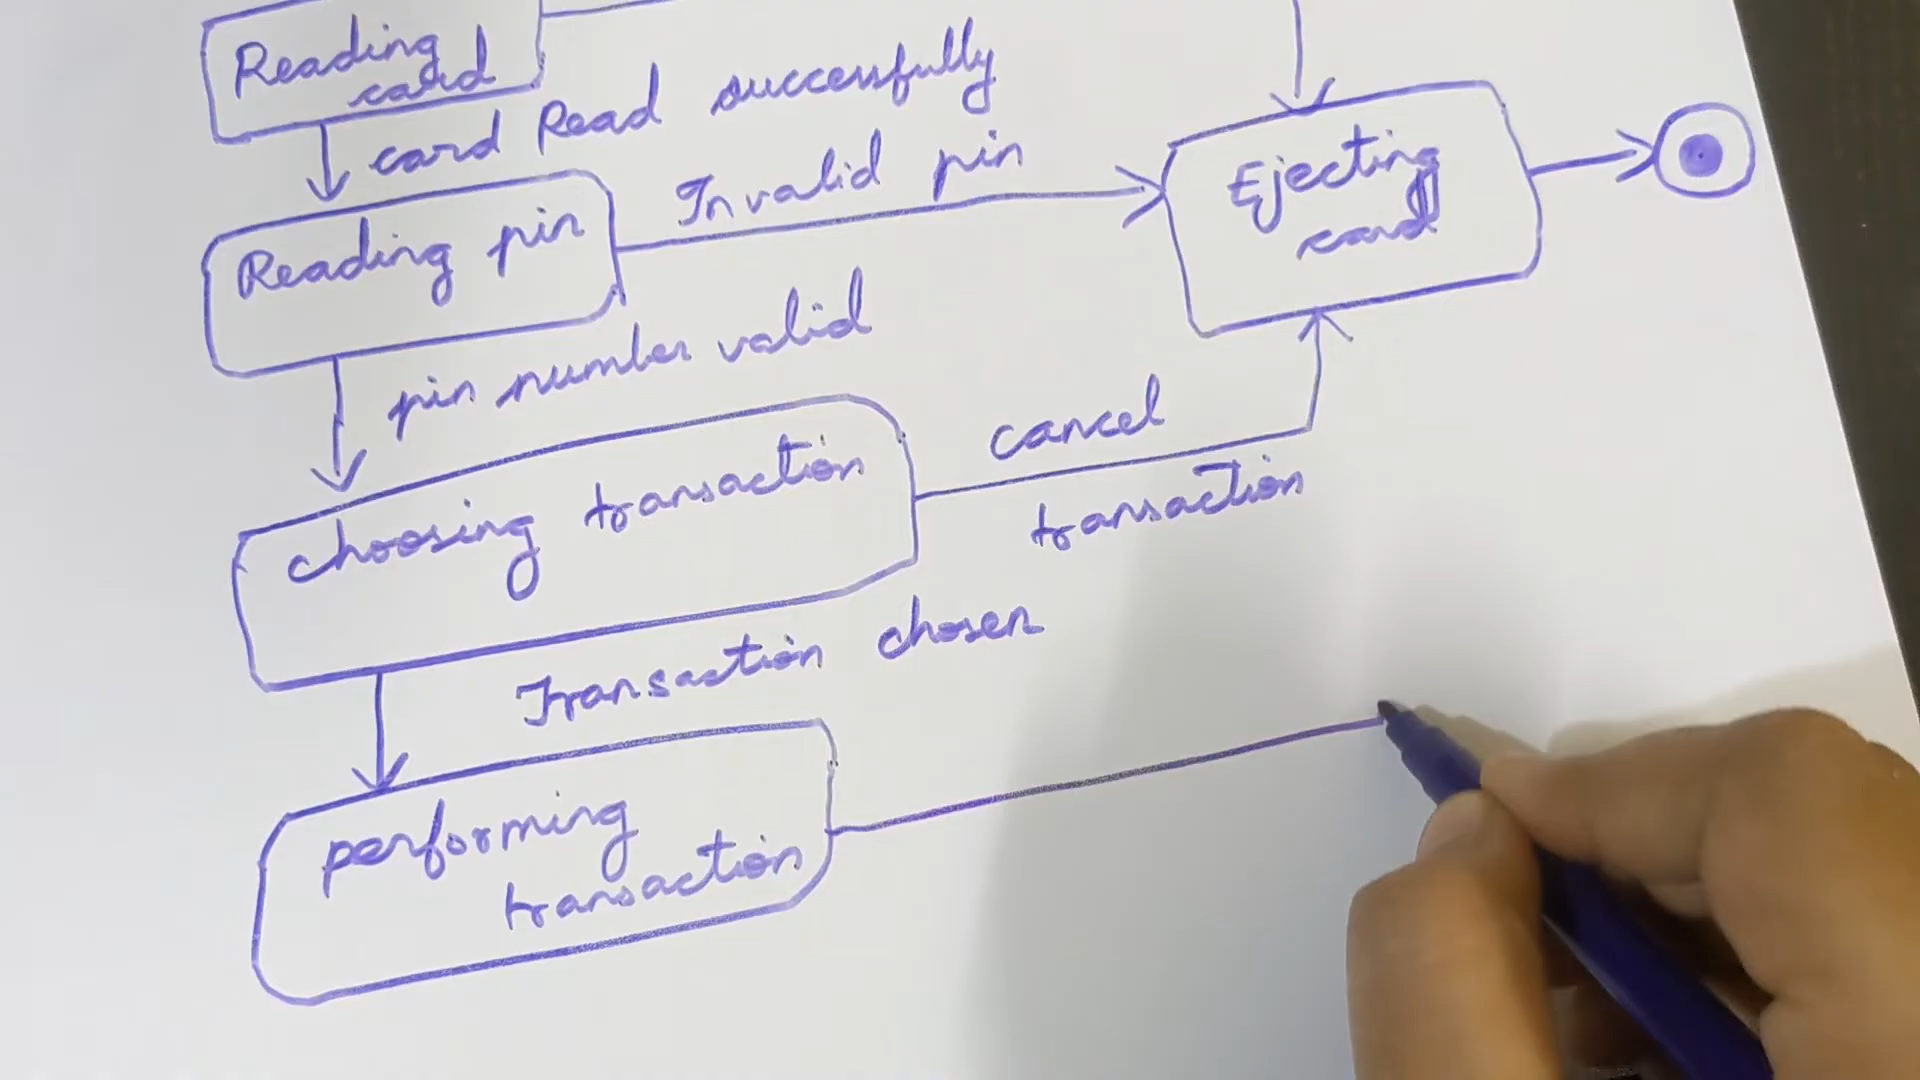 Reading
card
card Read successfully
Invalid pin
Ejecting
card
Reading pin
pin number valid
cancel
transaction
choosing transaction
Transaction chosen
performing
transaction